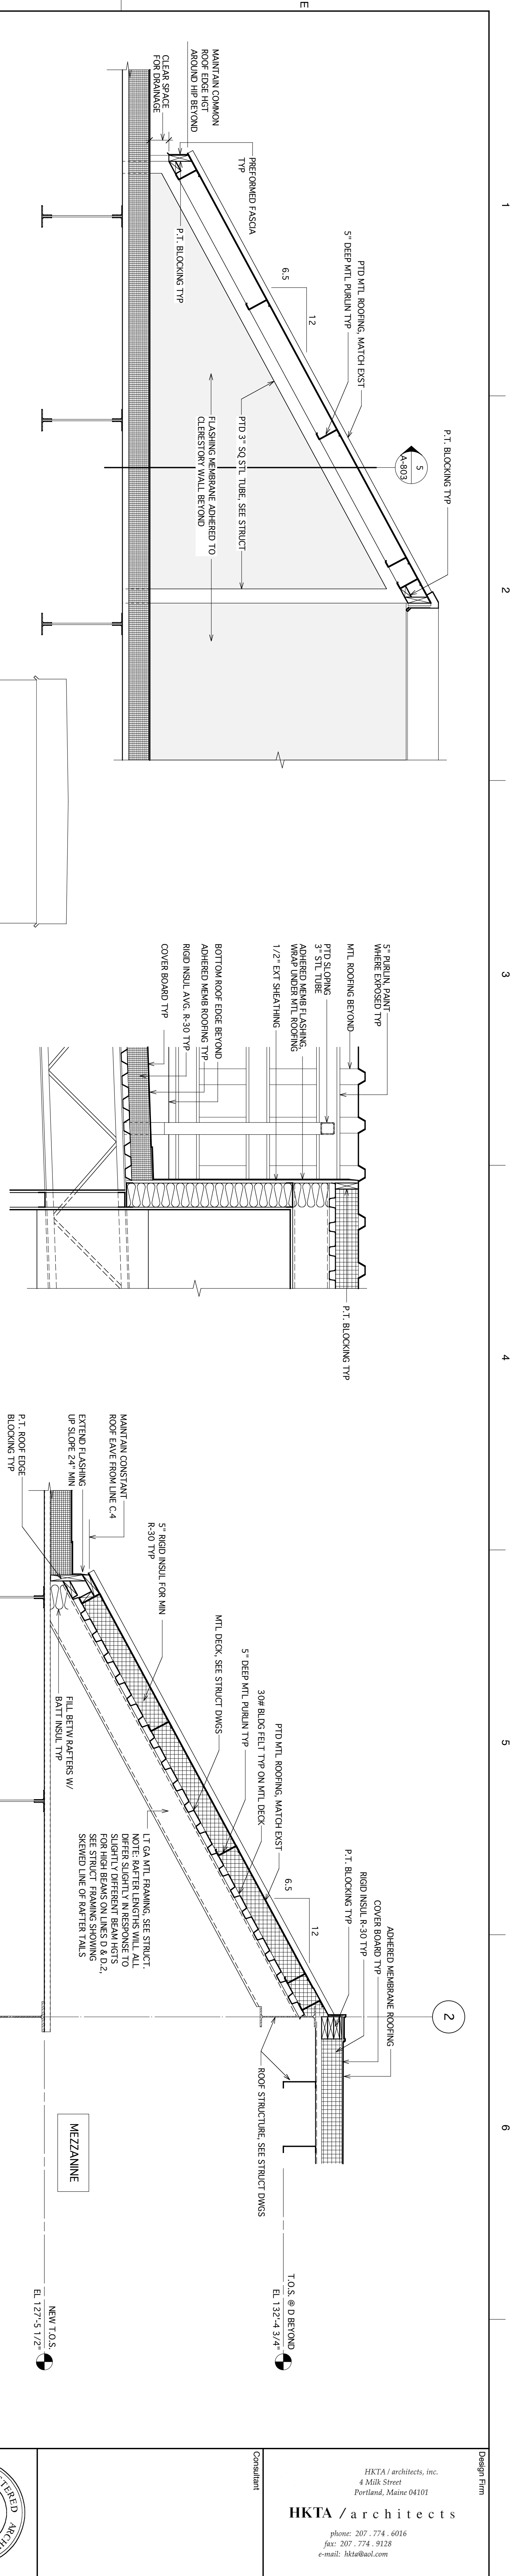 E
1
2
3
4
5
6
MAINTAIN COMMON
ROOF EDGE HGT
AROUND HIP BEYOND
CLEAR SPACE
FOR DRAINAGE
PREFORMED FASCIA
TYP
P.T. BLOCKING TYP
6.5
12
PTD MTL ROOFING, MATCH EXST
5" DEEP MTL PURLIN TYP
PTD 3" SQ STL TUBE, SEE STRUCT
FLASHING MEMBRANE ADHERED TO
CLERESTORY WALL BEYOND
5
A-803
P.T. BLOCKING TYP
5" PURLIN, PAINT
WHERE EXPOSED TYP
MTL ROOFING BEYOND
PTD SLOPING
3" STL TUBE
ADHERED MEMB FLASHING,
WRAP UNDER MTL ROOFING
1/2" EXT SHEATHING
BOTTOM ROOF EDGE BEYOND
ADHERED MEMB ROOFING TYP
RIGID INSUL AVG. R-30 TYP
COVER BOARD TYP
P.T. BLOCKING TYP
MAINTAIN CONSTANT
ROOF EAVE FROM LINE C.4
EXTEND FLASHING
UP SLOPE 24" MIN
P.T. ROOF EDGE
BLOCKING TYP
5" RIGID INSUL FOR MIN
R-30 TYP
MTL DECK, SEE STRUCT DWGS
5" DEEP MTL PURLIN TYP
30# BLDG FELT TYP ON MTL DECK
PTD MTL ROOFING, MATCH EXST
FILL BETW RAFTERS W/
BATT INSUL TYP
LT GA MTL FRAMING, SEE STRUCT.
NOTE: RAFTER LENGTHS WILL ALL
DIFFER SLIGHTLY IN RESPONSE TO
SLIGHTLY DIFFERENT BEAM HGTS
FOR HIGH BEAMS ON LINES D & D.2,
SEE STRUCT FRAMING SHOWING
SKEWED LINE OF RAFTER TAILS
6.5
12
ADHERED MEMBRANE ROOFING
COVER BOARD TYP
RIGID INSUL R-30 TYP
P.T. BLOCKING TYP
2
ROOF STRUCTURE, SEE STRUCT DWGS
MEZZANINE
T.O.S. @ D BEYOND
EL 132'-4 3/4"
NEW T.O.S.
EL 127'-5 1/2"
Design Firm
HKTA / architects, inc.
4 Milk Street
Portland, Maine 04101
HKTA / architects
phone: 207 . 774 . 6016
fax: 207 . 774 . 9128
e-mail: hkta@aol.com
Consultant